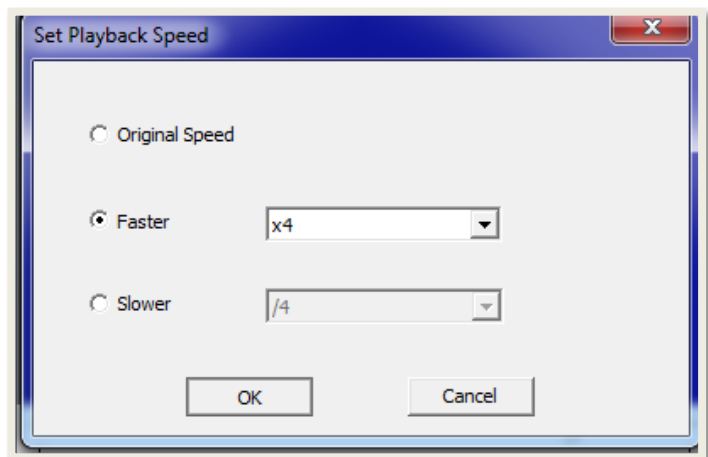 Set Playback Speed
Original Speed
Faster x4
Slower /4
OK Cancel